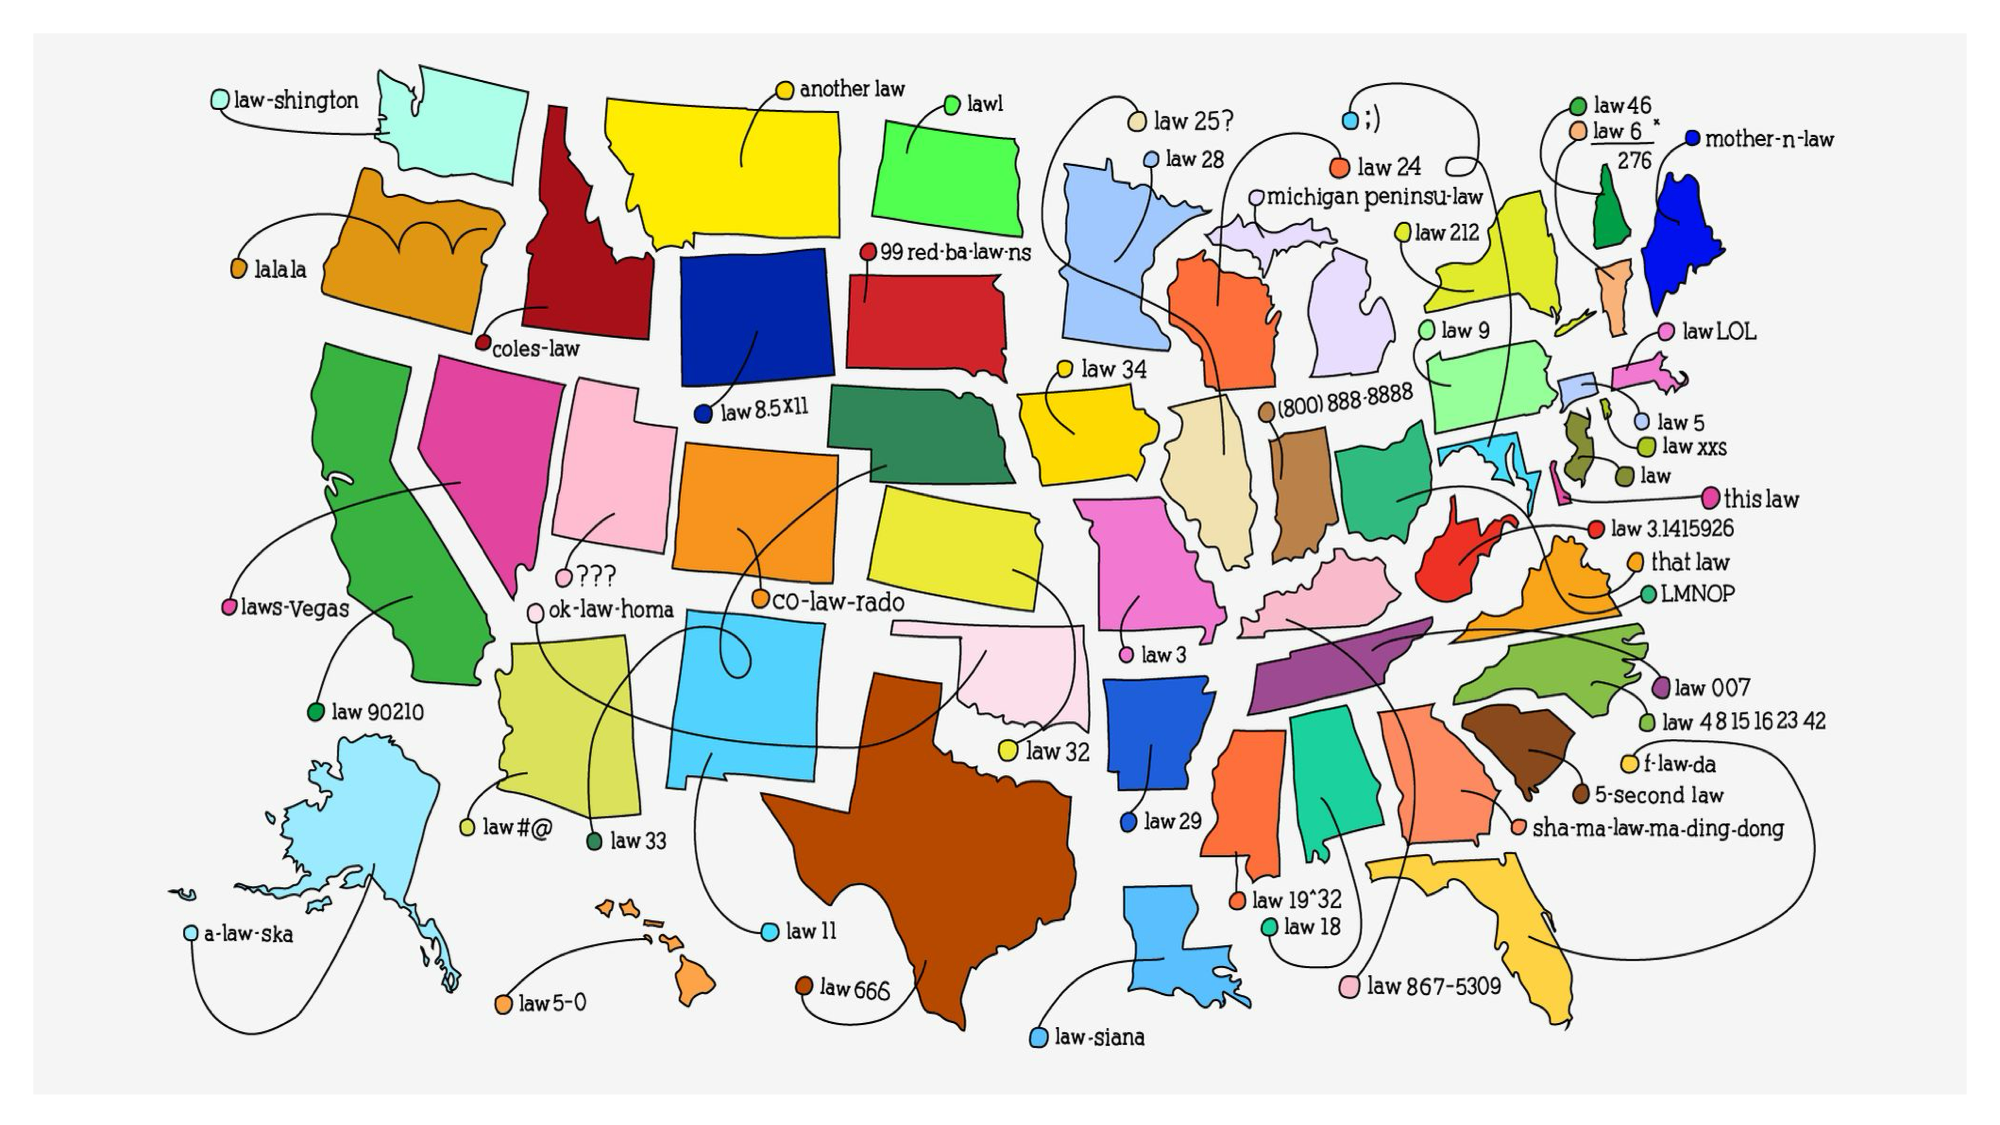 law-shington
another law
lawl
law 25?
;)
law 46
law 6 x
276
mother-n-law
law 28
law 24
michigan peninsu-law
law 212
lalala
99 red-ba-law-ns
coles-law
law 9
law LOL
law 34
law 8.5x11
(800) 888-8888
law 5
law xxs
law
this law
law 3.1415926
that law
LMNOP
???
laws-Vegas
ok-law-homa
co-law-rado
law 3
law 007
law 90210
law 4 8 15 16 23 42
law 32
f-law-da
5-second law
law #@
law 33
law 29
sha-ma-law-ma-ding-dong
law 19^32
law 18
a-law-ska
law 11
law 5-0
law 666
law 867-5309
law-siana